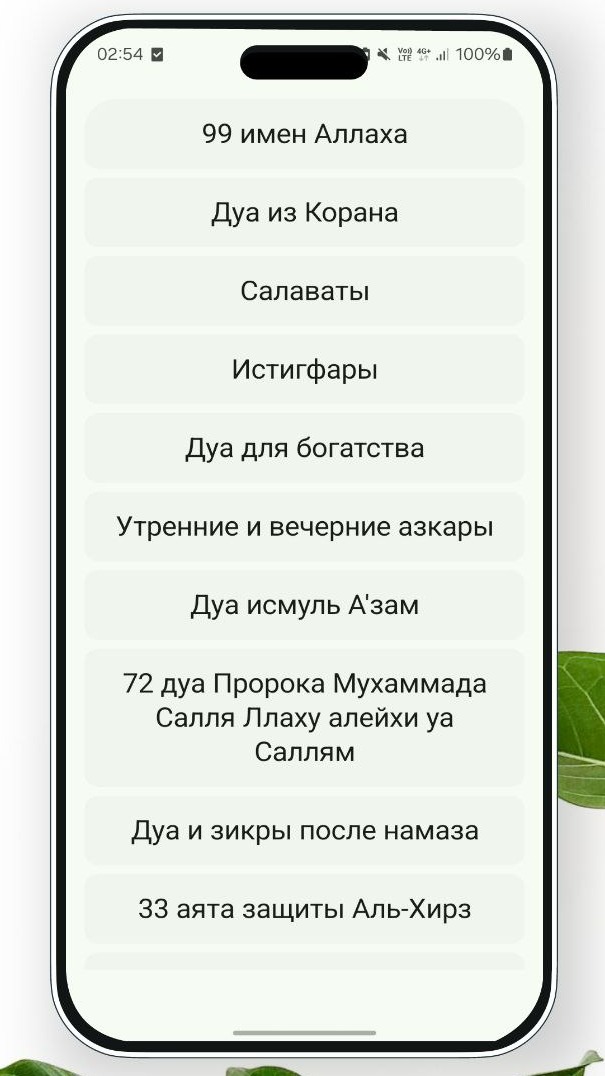 02:54 Vo)) LTE 4G+ 100%
99 имен Аллаха
Дуа из Корана
Салаваты
Истигфары
Дуа для богатства
Утренние и вечерние азкары
Дуа исмуль А'зам
72 дуа Пророка Мухаммада
Салля Ллаху алейхи уа
Саллям
Дуа и зикры после намаза
33 аята защиты Аль-Хирз